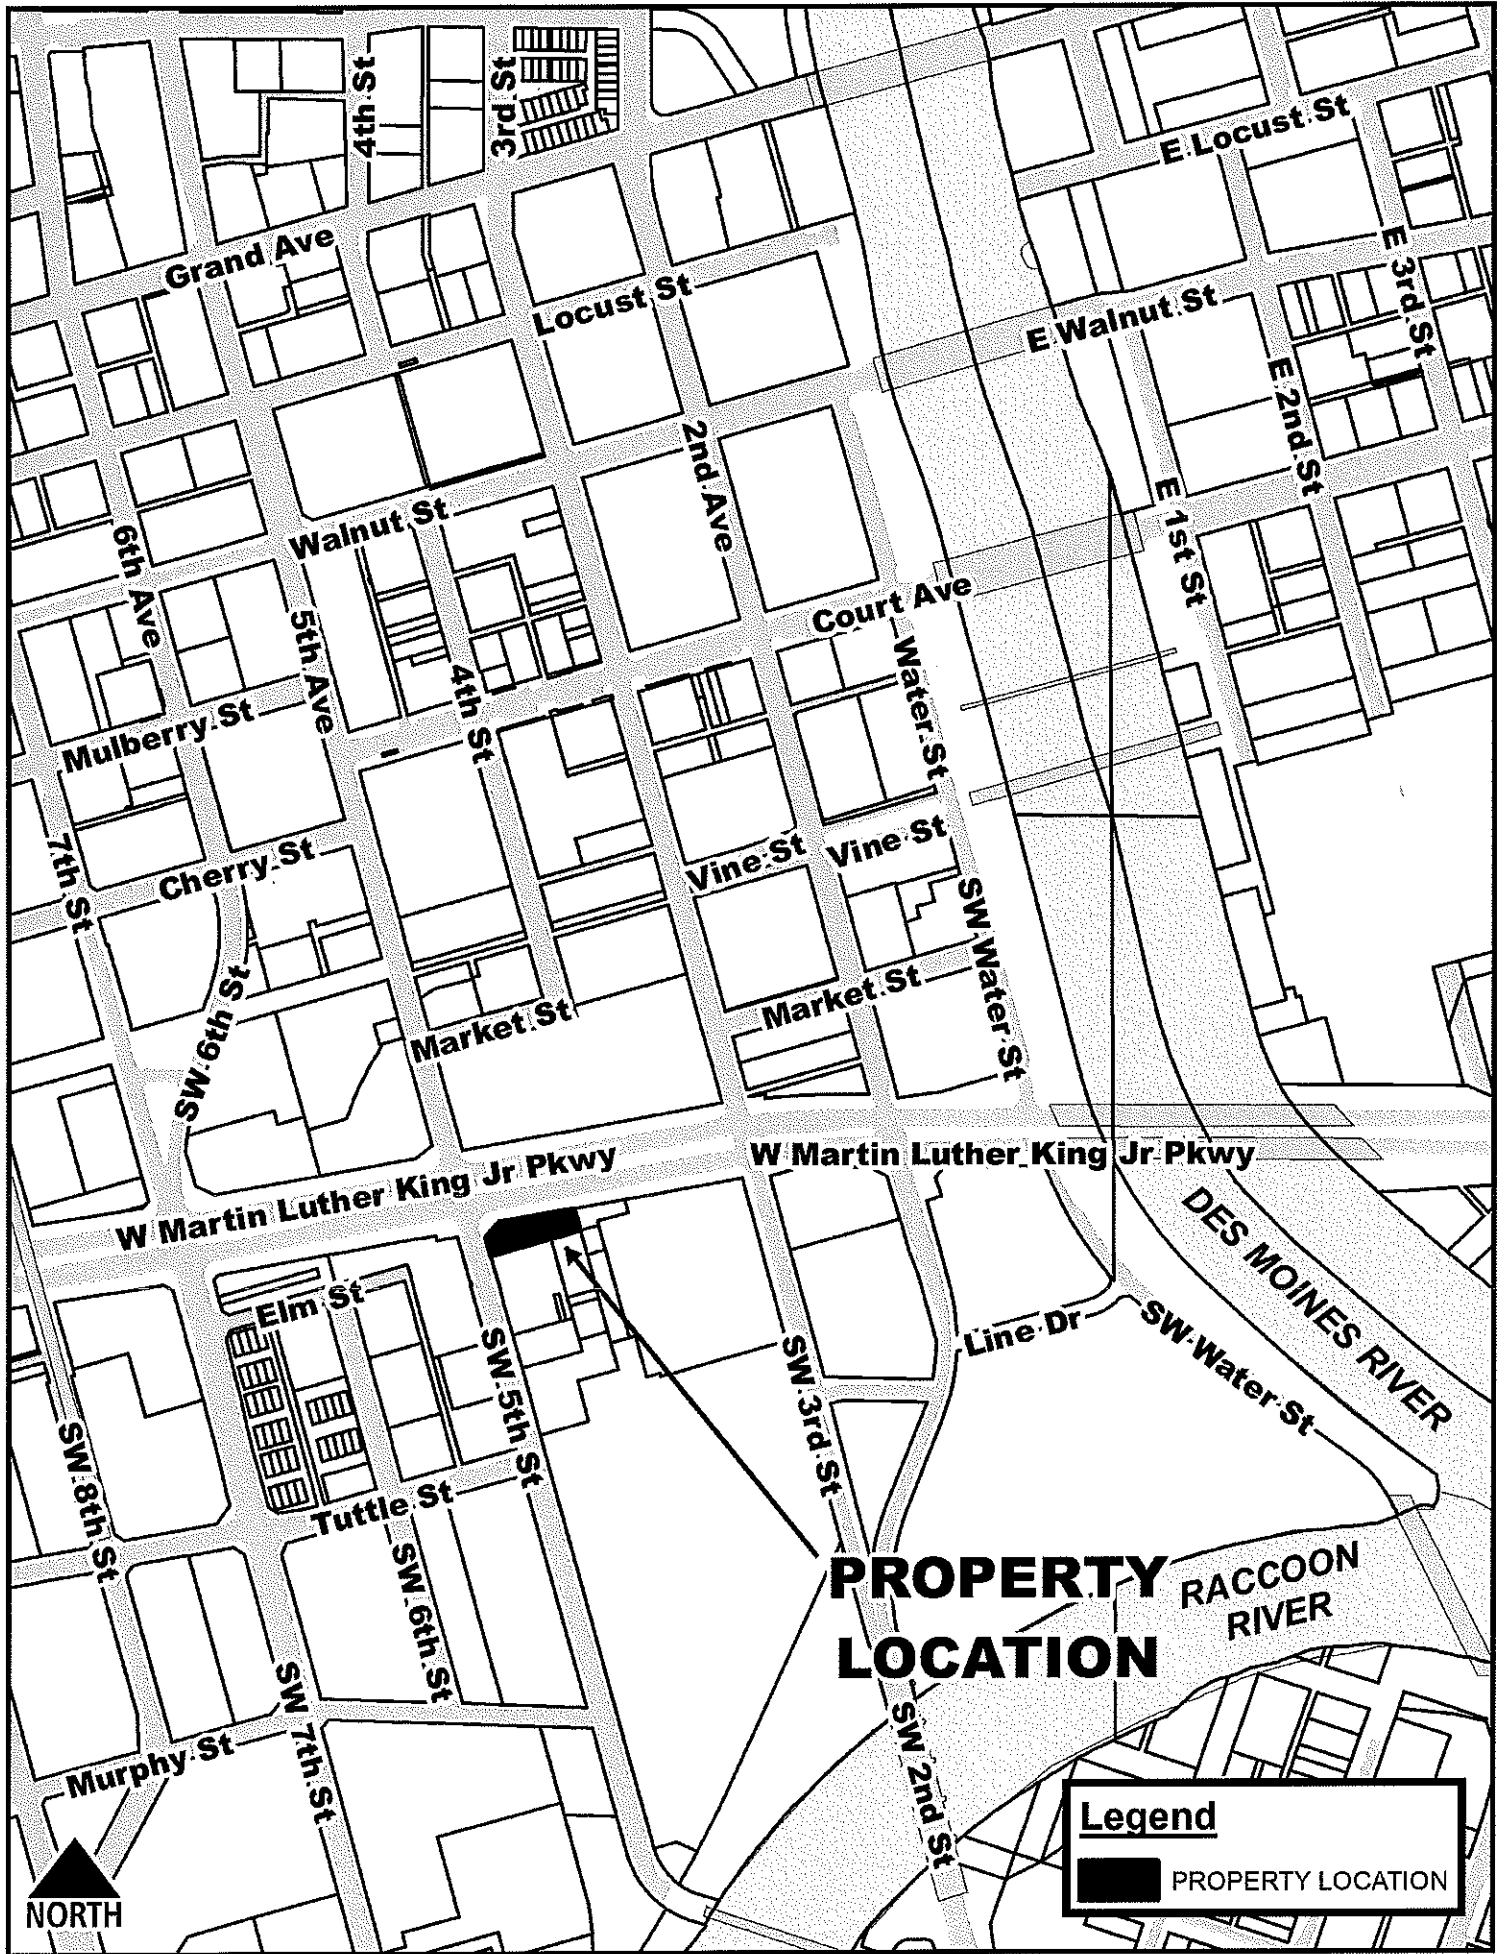 4th St
3rd St
E Locust St
Grand Ave
E 3rd St
Locust St
E Walnut St
E 2nd St
2nd Ave
Walnut St
6th Ave
E 1st St
5th Ave
Court Ave
4th St
Water St
Mulberry St
7th St
Cherry St
Vine St
Vine St
SW Water St
SW 6th St
Market St
Market St
W Martin Luther King Jr Pkwy
W Martin Luther King Jr Pkwy
DES MOINES RIVER
Elm St
Line Dr
SW Water St
SW 5th St
SW 3rd St
SW 8th St
Tuttle St
SW 6th St
PROPERTY
LOCATION
RACCOON
RIVER
SW 7th St
SW 2nd St
Murphy St
Legend
PROPERTY LOCATION
NORTH